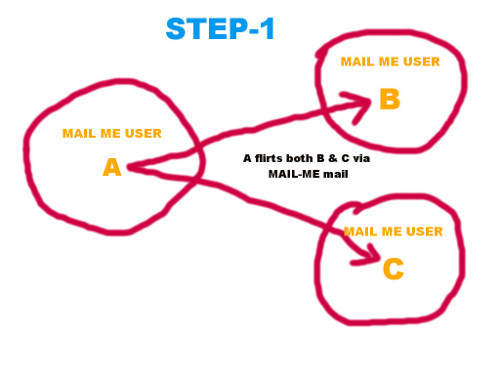 STEP-1
MAIL ME USER
B
MAIL ME USER
A
A flirts both B & C via
MAIL-ME mail
MAIL ME USER
C